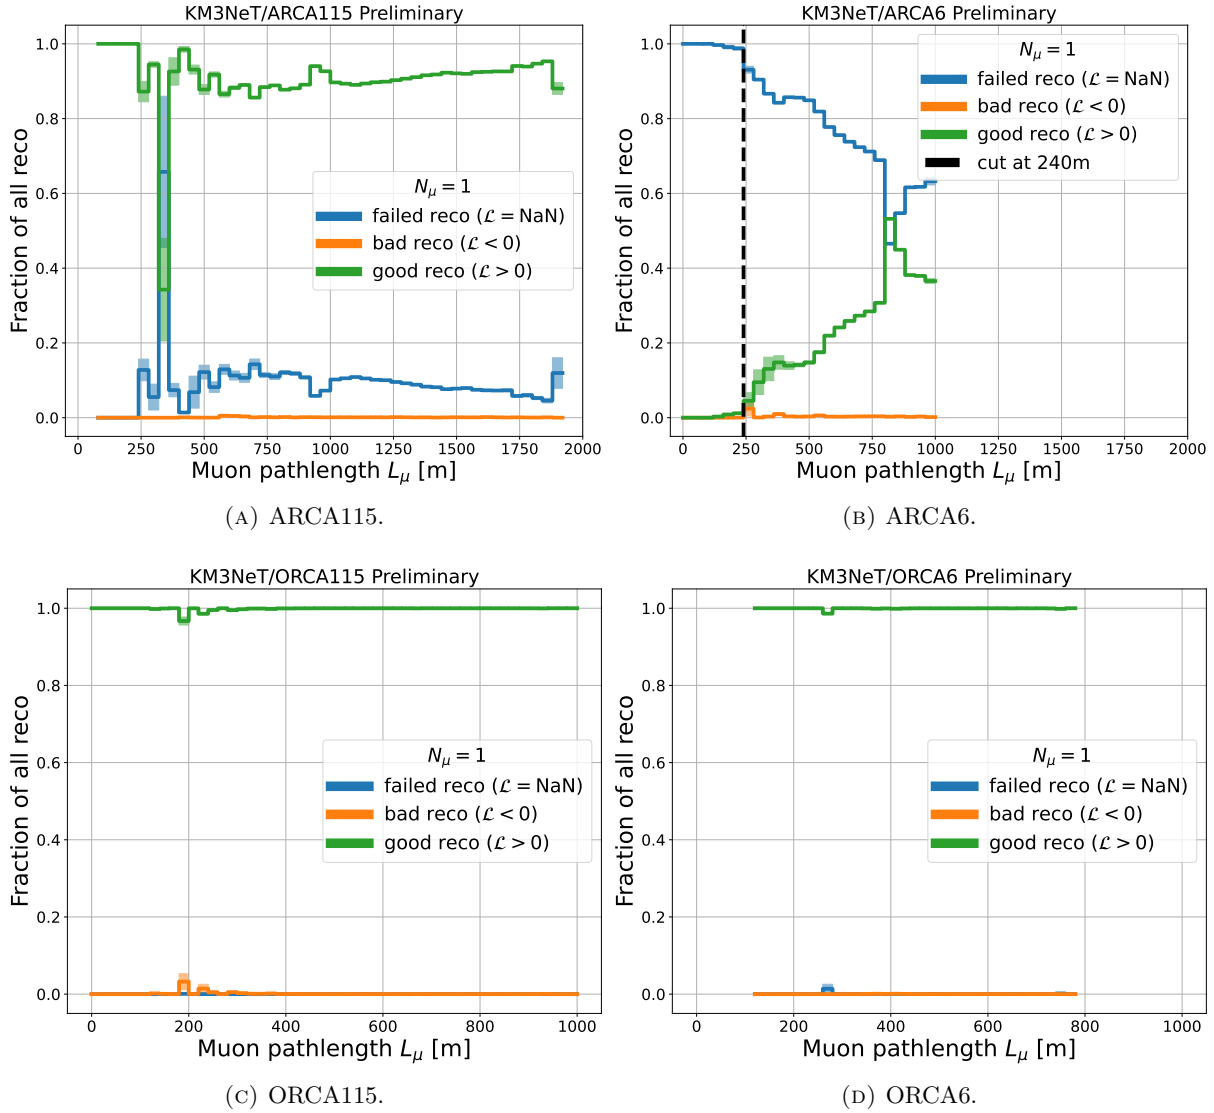 KM3NeT/ARCA115 Preliminary
Fraction of all reco
1.0
0.8
0.6
0.4
0.2
0.0
N_μ = 1
failed reco (ℒ = NaN)
bad reco (ℒ < 0)
good reco (ℒ > 0)
0 250 500 750 1000 1250 1500 1750 2000
Muon pathlength L_μ [m]
(A) ARCA115.
KM3NeT/ARCA6 Preliminary
Fraction of all reco
1.0
0.8
0.6
0.4
0.2
0.0
N_μ = 1
failed reco (ℒ = NaN)
bad reco (ℒ < 0)
good reco (ℒ > 0)
cut at 240m
0 250 500 750 1000 1250 1500 1750 2000
Muon pathlength L_μ [m]
(B) ARCA6.
KM3NeT/ORCA115 Preliminary
Fraction of all reco
1.0
0.8
0.6
0.4
0.2
0.0
N_μ = 1
failed reco (ℒ = NaN)
bad reco (ℒ < 0)
good reco (ℒ > 0)
0 200 400 600 800 1000
Muon pathlength L_μ [m]
(C) ORCA115.
KM3NeT/ORCA6 Preliminary
Fraction of all reco
1.0
0.8
0.6
0.4
0.2
0.0
N_μ = 1
failed reco (ℒ = NaN)
bad reco (ℒ < 0)
good reco (ℒ > 0)
0 200 400 600 800 1000
Muon pathlength L_μ [m]
(D) ORCA6.